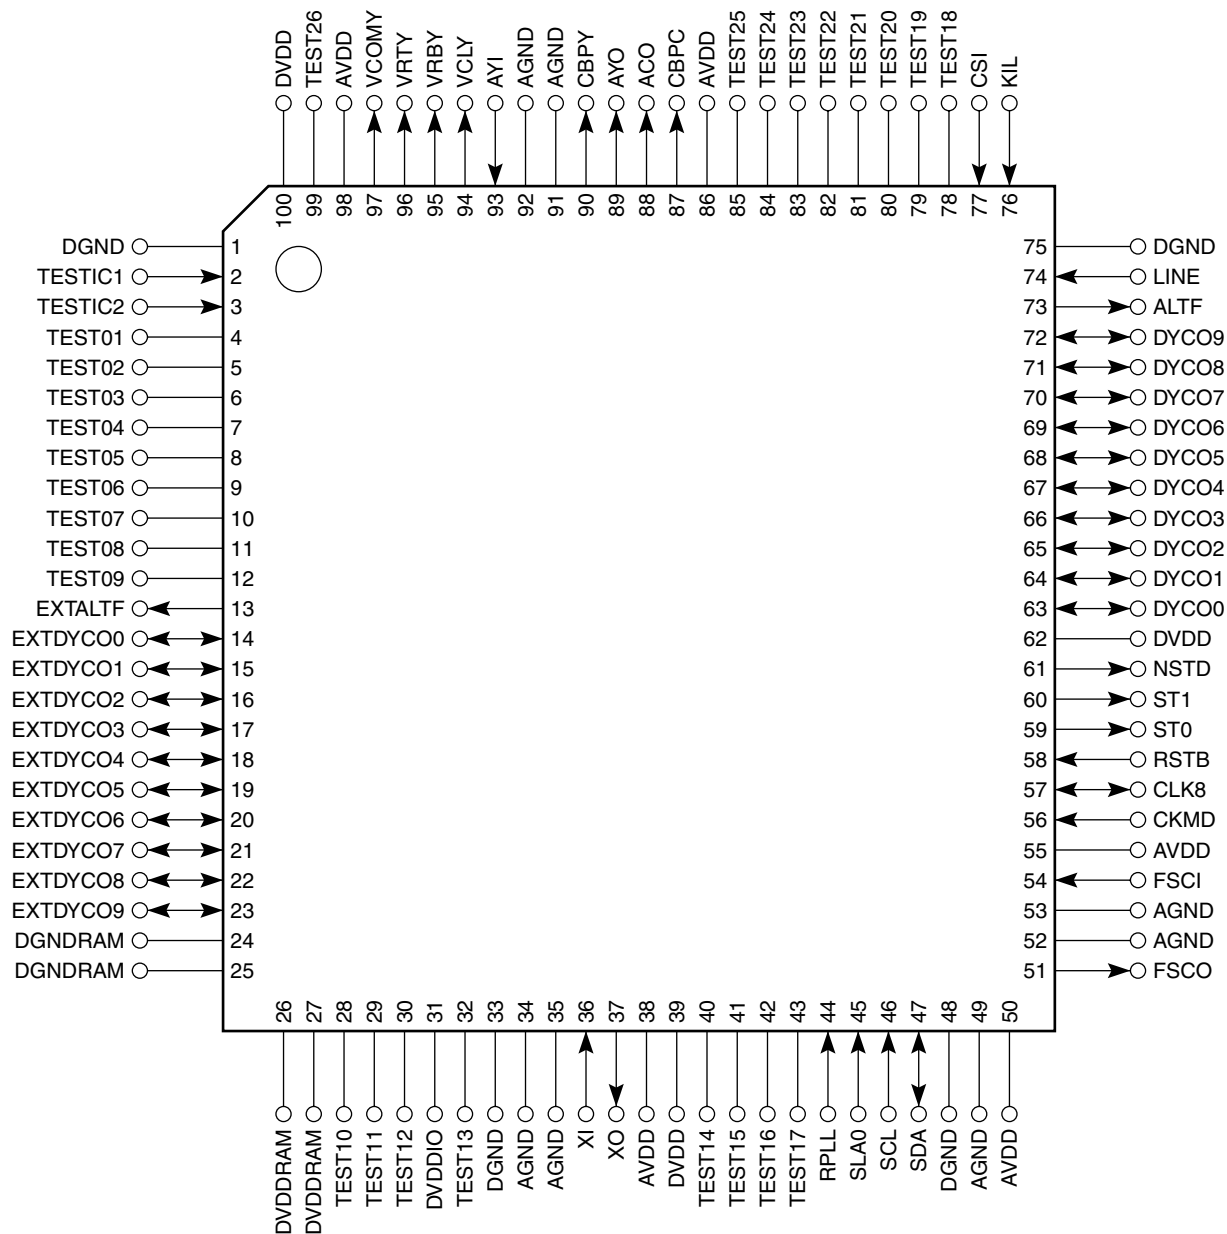 DVDD
TEST26
AVDD
VCOMY
VRTY
VRBY
VCLY
AYI
AGND
AGND
CBPY
AYO
ACO
CBPC
AVDD
TEST25
TEST24
TEST23
TEST22
TEST21
TEST20
TEST19
TEST18
CSI
KIL
100
99
98
97
96
95
94
93
92
91
90
89
88
87
86
85
84
83
82
81
80
79
78
77
76
DGND 1
TESTIC1 2
TESTIC2 3
TEST01 4
TEST02 5
TEST03 6
TEST04 7
TEST05 8
TEST06 9
TEST07 10
TEST08 11
TEST09 12
EXTALTF 13
EXTDYCO0 14
EXTDYCO1 15
EXTDYCO2 16
EXTDYCO3 17
EXTDYCO4 18
EXTDYCO5 19
EXTDYCO6 20
EXTDYCO7 21
EXTDYCO8 22
EXTDYCO9 23
DGNDRAM 24
DGNDRAM 25
75 DGND
74 LINE
73 ALTF
72 DYCO9
71 DYCO8
70 DYCO7
69 DYCO6
68 DYCO5
67 DYCO4
66 DYCO3
65 DYCO2
64 DYCO1
63 DYCO0
62 DVDD
61 NSTD
60 ST1
59 ST0
58 RSTB
57 CLK8
56 CKMD
55 AVDD
54 FSCI
53 AGND
52 AGND
51 FSCO
26
27
28
29
30
31
32
33
34
35
36
37
38
39
40
41
42
43
44
45
46
47
48
49
50
DVDDRAM
DVDDRAM
TEST10
TEST11
TEST12
DVDDIO
TEST13
DGND
AGND
AGND
XI
XO
AVDD
DVDD
TEST14
TEST15
TEST16
TEST17
RPLL
SLA0
SCL
SDA
DGND
AGND
AVDD